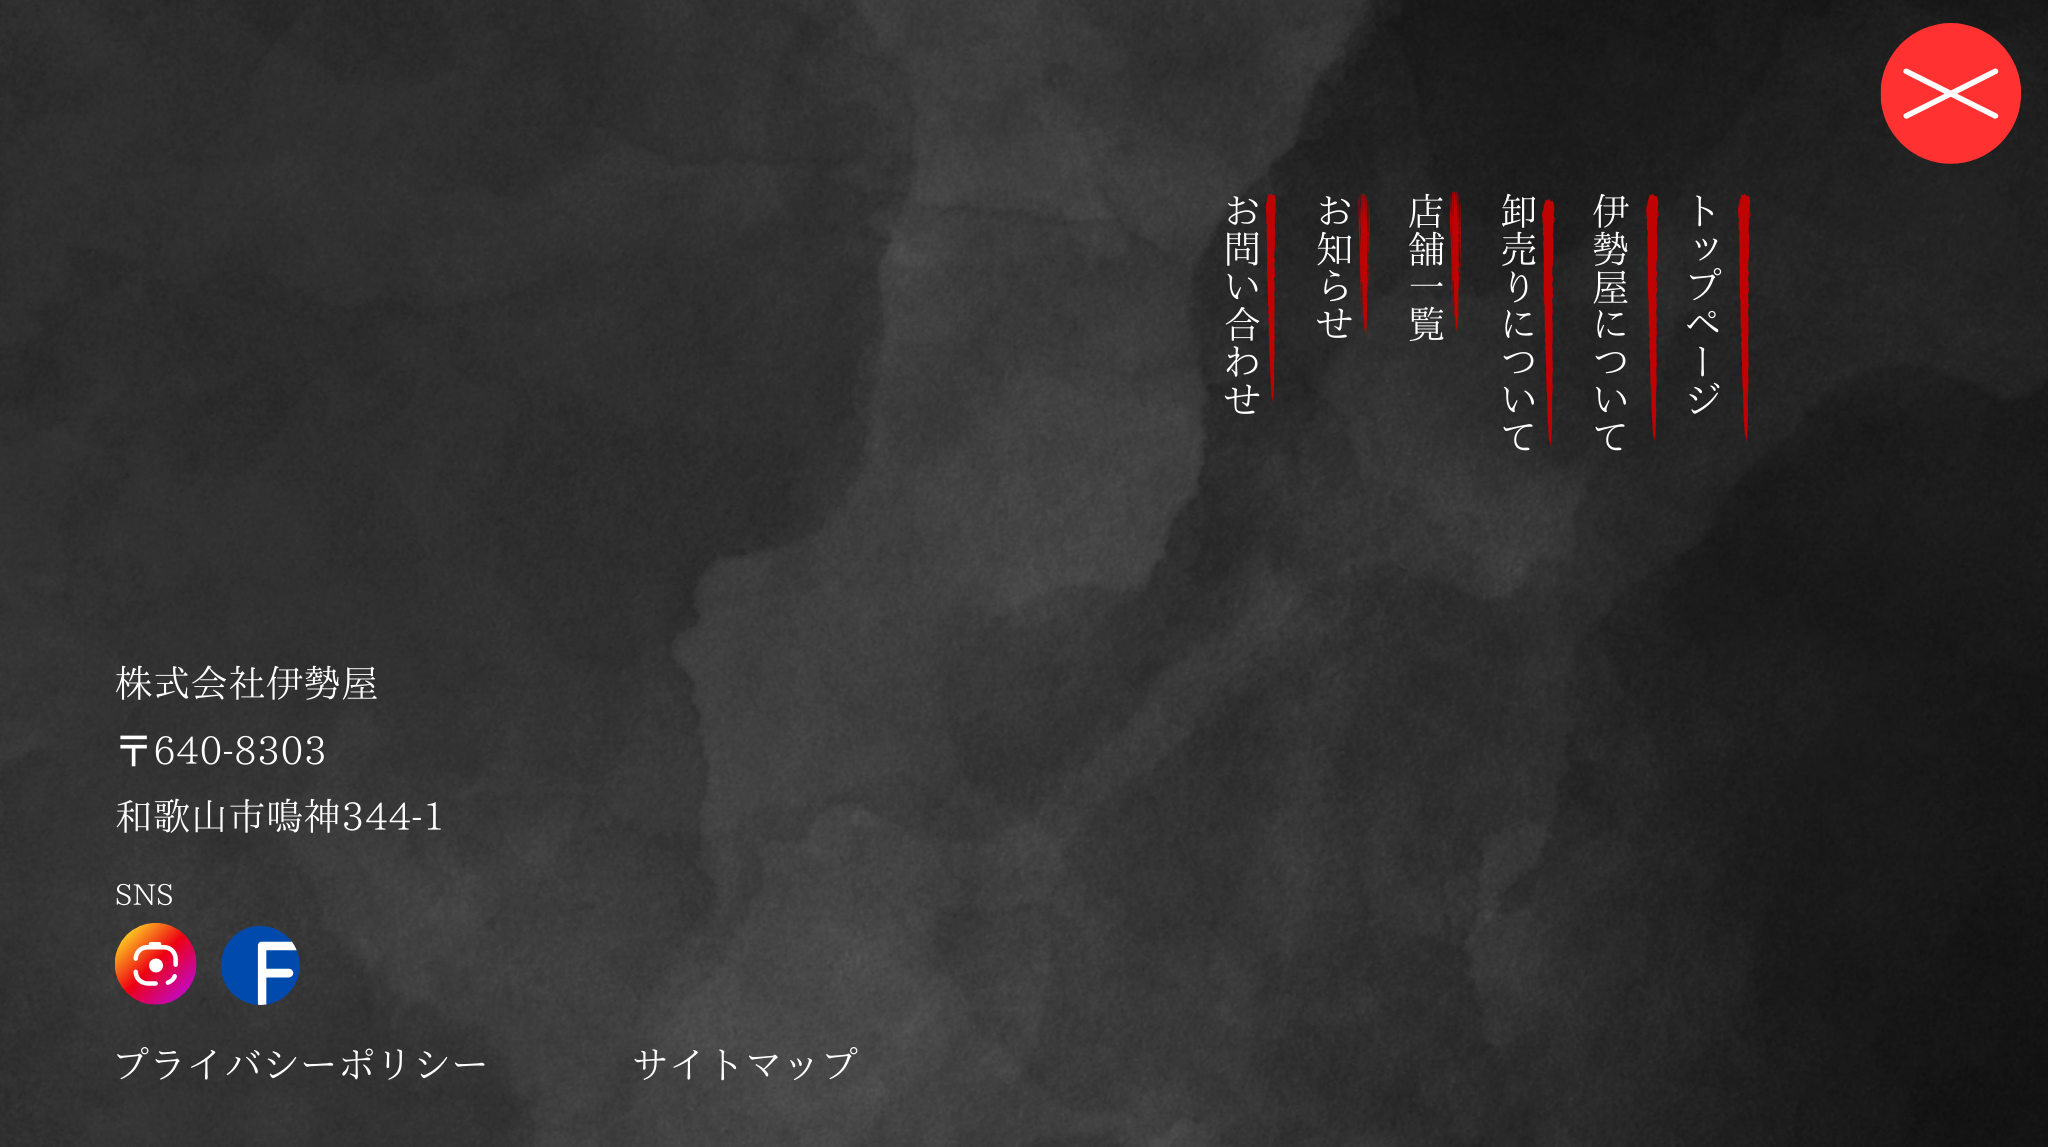 トップページ
伊勢屋について
卸売りについて
店舗一覧
お知らせ
お問い合わせ
株式会社伊勢屋
〒640-8303
和歌山市鳴神344-1
SNS
F
プライバシーポリシー
サイトマップ